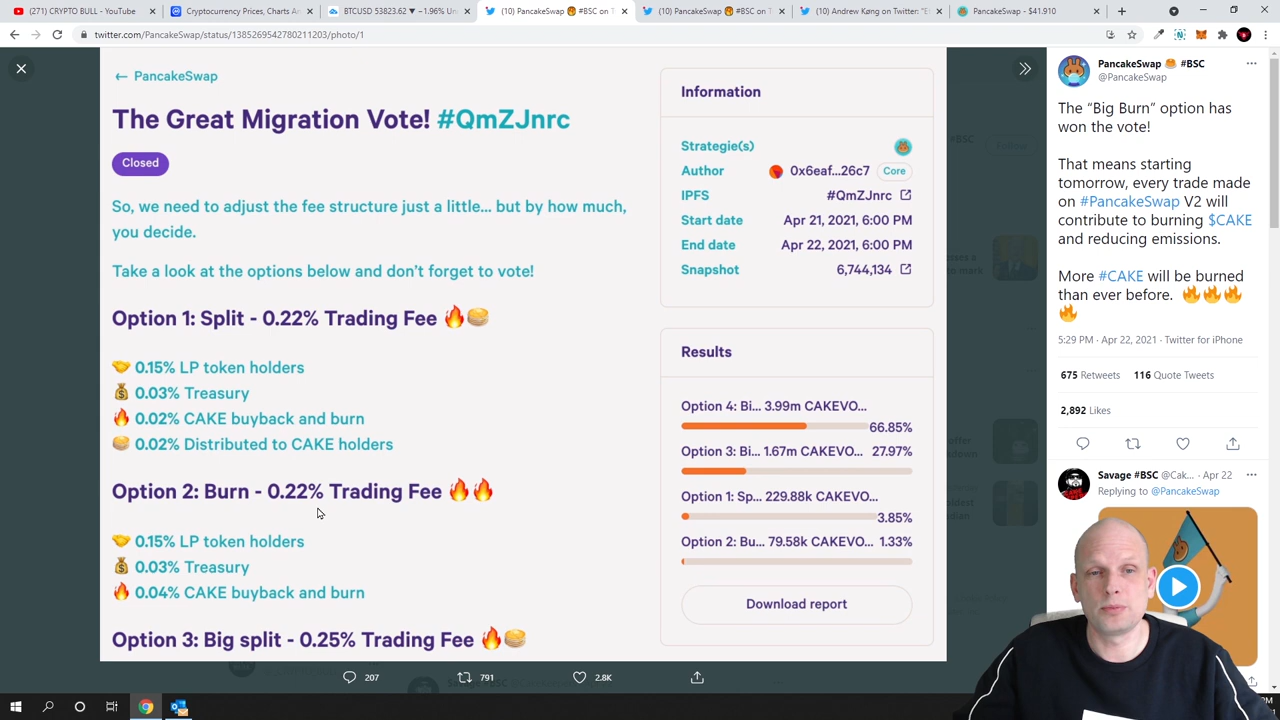 (271) CRYPTO BULL - YouTube
Cryptocurrency Prices, Charts An
BTCUSD 53823.62 ▼ −1.96% Un
(10) PancakeSwap 🥞 #BSC on T
(10) PancakeSwap 🥞 #BSC on T
(10) Andrew Kang on Twitter: "E
PancakeSwap - $41.910
twitter.com/PancakeSwap/status/1385269542780211203/photo/1
← PancakeSwap
The Great Migration Vote! #QmZJnrc
Closed
So, we need to adjust the fee structure just a little... but by how much,
you decide.
Take a look at the options below and don't forget to vote!
Option 1: Split - 0.22% Trading Fee 🔥🥞
🤝 0.15% LP token holders
💰 0.03% Treasury
🔥 0.02% CAKE buyback and burn
🥞 0.02% Distributed to CAKE holders
Option 2: Burn - 0.22% Trading Fee 🔥🔥
🤝 0.15% LP token holders
💰 0.03% Treasury
🔥 0.04% CAKE buyback and burn
Option 3: Big split - 0.25% Trading Fee 🔥🥞
Information
Strategie(s)
Author 0x6eaf...26c7 Core
IPFS #QmZJnrc
Start date Apr 21, 2021, 6:00 PM
End date Apr 22, 2021, 6:00 PM
Snapshot 6,744,134
Results
Option 4: Bi... 3.99m CAKEVO...
66.85%
Option 3: Bi... 1.67m CAKEVO... 27.97%
Option 1: Sp... 229.88k CAKEVO...
3.85%
Option 2: Bu... 79.58k CAKEVO... 1.33%
Download report
207
791
2.8K
PancakeSwap 🥞 #BSC
@PancakeSwap
The "Big Burn" option has
won the vote!
That means starting
tomorrow, every trade made
on #PancakeSwap V2 will
contribute to burning $CAKE
and reducing emissions.
More #CAKE will be burned
than ever before. 🔥🔥🔥
🔥
5:29 PM · Apr 22, 2021 · Twitter for iPhone
675 Retweets 116 Quote Tweets
2,892 Likes
Savage #BSC @Cak... · Apr 22
Replying to @PancakeSwap
#BSC
Follow